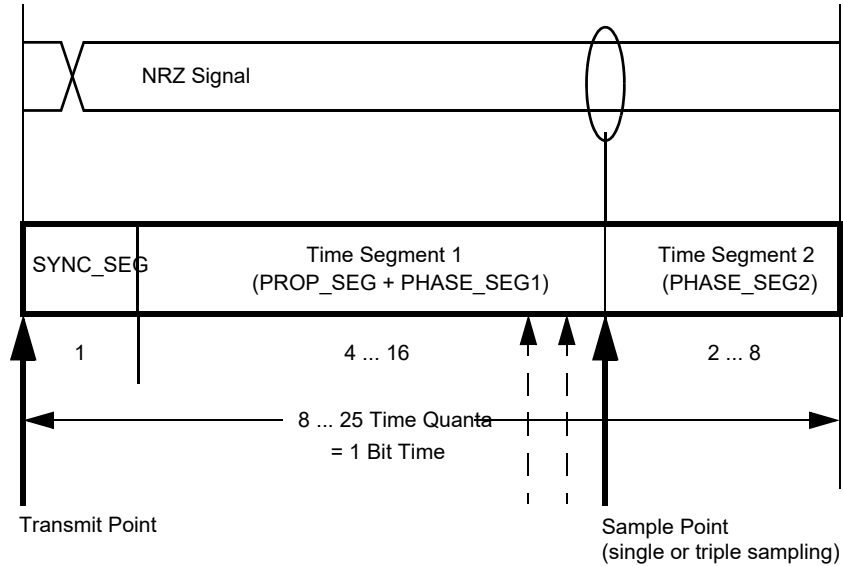 NRZ Signal
SYNC_SEG
Time Segment 1
(PROP_SEG + PHASE_SEG1)
Time Segment 2
(PHASE_SEG2)
1
4 ... 16
2 ... 8
8 ... 25 Time Quanta
= 1 Bit Time
Transmit Point
Sample Point
(single or triple sampling)